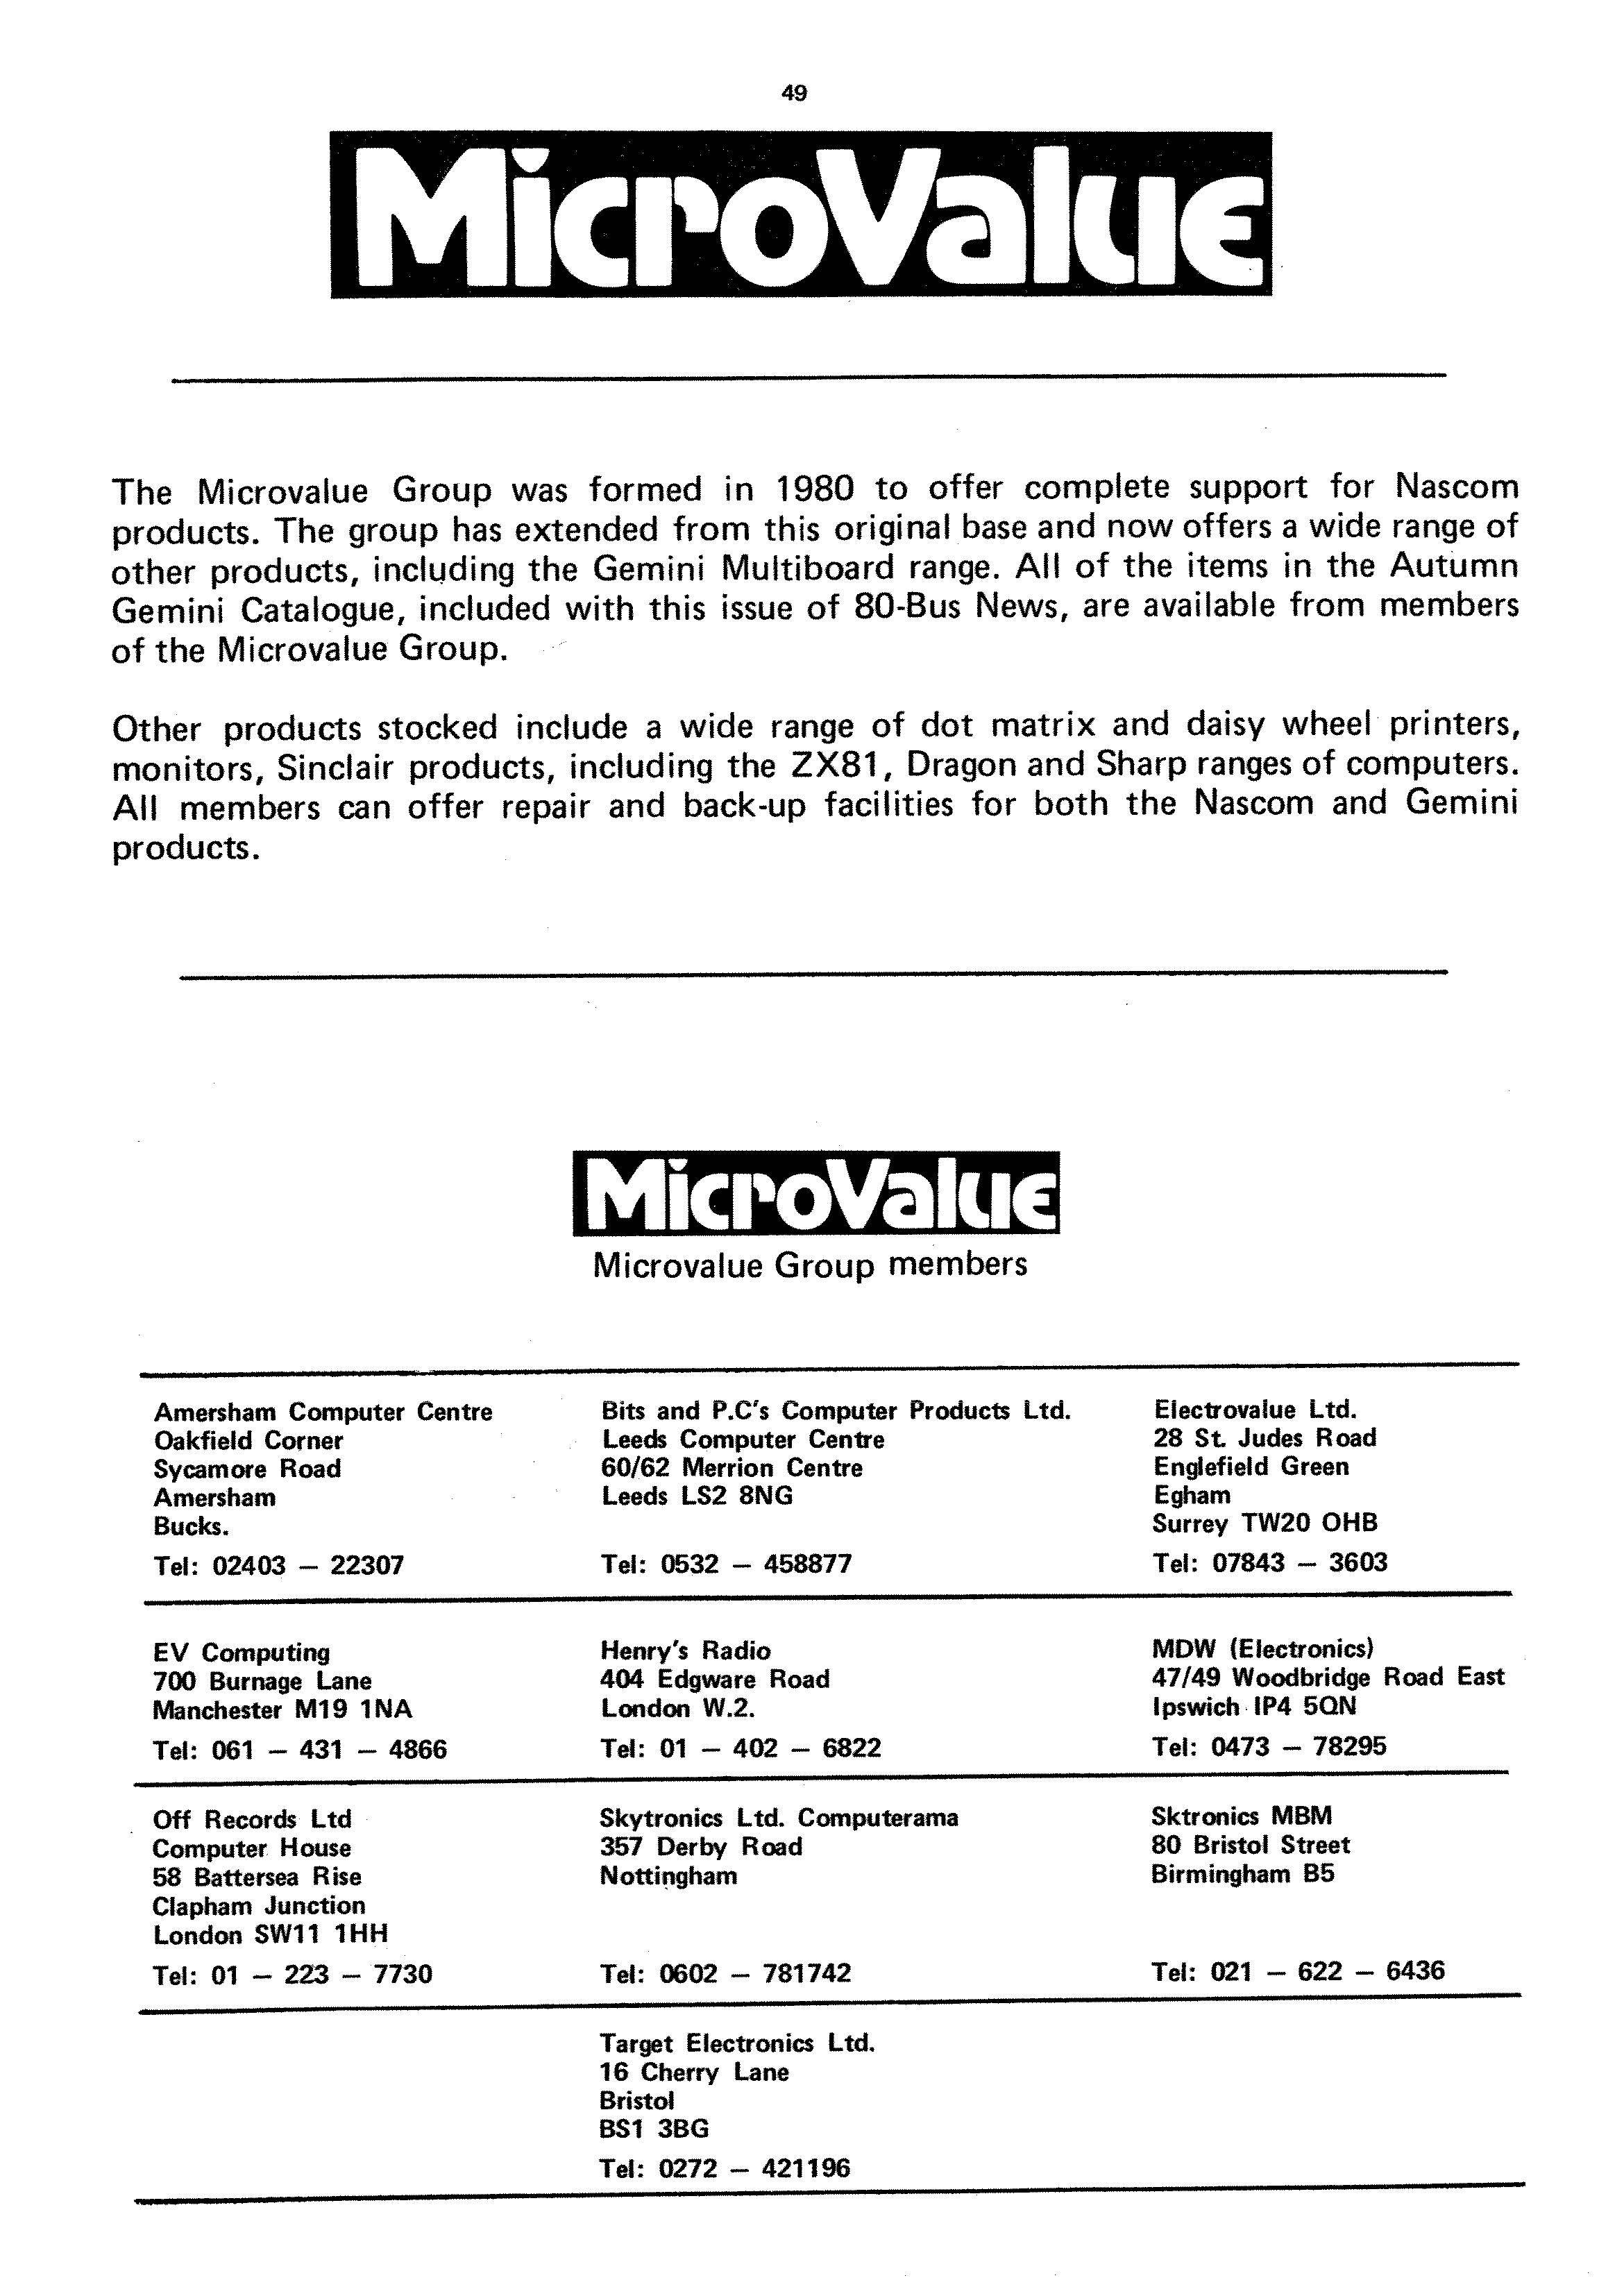 49
MicroValue
The Microvalue Group was formed in 1980 to offer complete support for Nascom
products. The group has extended from this original base and now offers a wide range of
other products, including the Gemini Multiboard range. All of the items in the Autumn
Gemini Catalogue, included with this issue of 80-Bus News, are available from members
of the Microvalue Group.
Other products stocked include a wide range of dot matrix and daisy wheel printers,
monitors, Sinclair products, including the ZX81, Dragon and Sharp ranges of computers.
All members can offer repair and back-up facilities for both the Nascom and Gemini
products.
MicroValue
Microvalue Group members
Amersham Computer Centre
Oakfield Corner
Sycamore Road
Amersham
Bucks.
Tel: 02403 – 22307
Bits and P.C's Computer Products Ltd.
Leeds Computer Centre
60/62 Merrion Centre
Leeds LS2 8NG
Tel: 0532 – 458877
Electrovalue Ltd.
28 St. Judes Road
Englefield Green
Egham
Surrey TW20 OHB
Tel: 07843 – 3603
EV Computing
700 Burnage Lane
Manchester M19 1NA
Tel: 061 – 431 – 4866
Henry's Radio
404 Edgware Road
London W.2.
Tel: 01 – 402 – 6822
MDW (Electronics)
47/49 Woodbridge Road East
Ipswich IP4 5QN
Tel: 0473 – 78295
Off Records Ltd
Computer House
58 Battersea Rise
Clapham Junction
London SW11 1HH
Tel: 01 – 223 – 7730
Skytronics Ltd. Computerama
357 Derby Road
Nottingham
Tel: 0602 – 781742
Sktronics MBM
80 Bristol Street
Birmingham B5
Tel: 021 – 622 – 6436
Target Electronics Ltd.
16 Cherry Lane
Bristol
BS1 3BG
Tel: 0272 – 421196